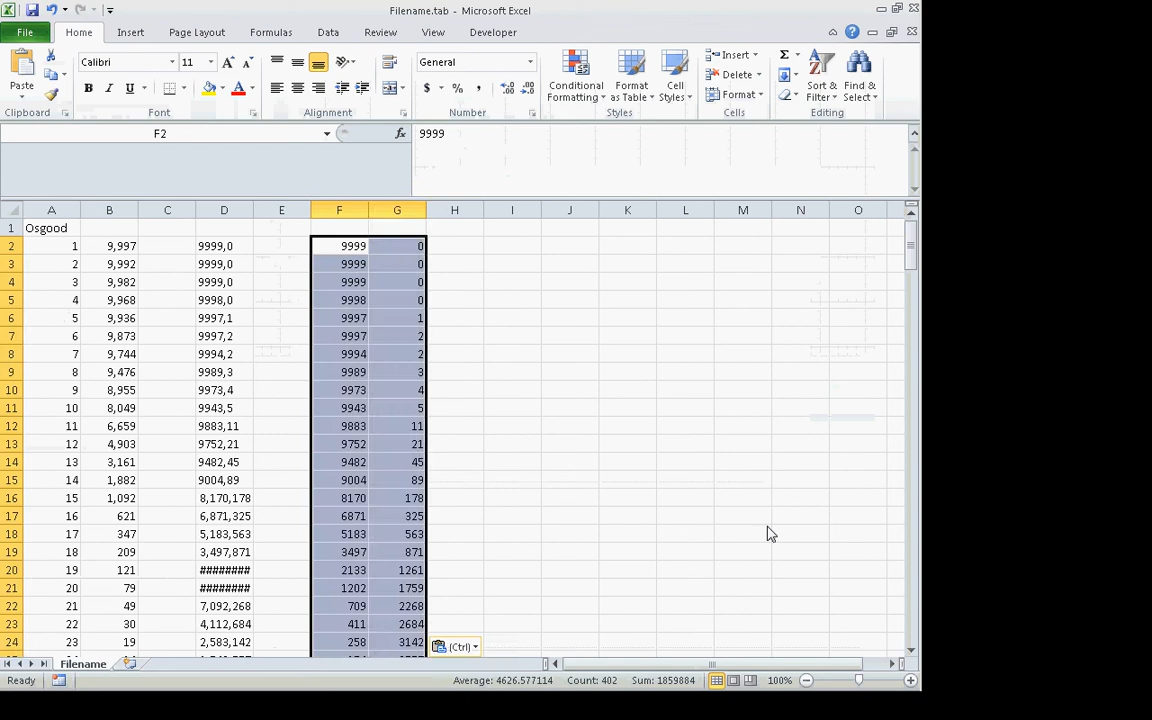 Filename.tab - Microsoft Excel
File Home Insert Page Layout Formulas Data Review View Developer
Calibri 11 General Insert
Paste Conditional Formatting Format as Table Cell Styles Delete Sort & Filter Find & Select
B I U $ % , Format
Clipboard Font Alignment Number Styles Cells Editing
F2 fx 9999
A B C D E F G H I J K L M N O
1 Osgood
2 1 9,997 9999,0 9999 0
3 2 9,992 9999,0 9999 0
4 3 9,982 9999,0 9999 0
5 4 9,968 9998,0 9998 0
6 5 9,936 9997,1 9997 1
7 6 9,873 9997,2 9997 2
8 7 9,744 9994,2 9994 2
9 8 9,476 9989,3 9989 3
10 9 8,955 9973,4 9973 4
11 10 8,049 9943,5 9943 5
12 11 6,659 9883,11 9883 11
13 12 4,903 9752,21 9752 21
14 13 3,161 9482,45 9482 45
15 14 1,882 9004,89 9004 89
16 15 1,092 8,170,178 8170 178
17 16 621 6,871,325 6871 325
18 17 347 5,183,563 5183 563
19 18 209 3,497,871 3497 871
20 19 121 ######## 2133 1261
21 20 79 ######## 1202 1759
22 21 49 7,092,268 709 2268
23 22 30 4,112,684 411 2684
24 23 19 2,583,142 258 3142
(Ctrl)
Filename
Ready Average: 4626.577114 Count: 402 Sum: 1859884 100%